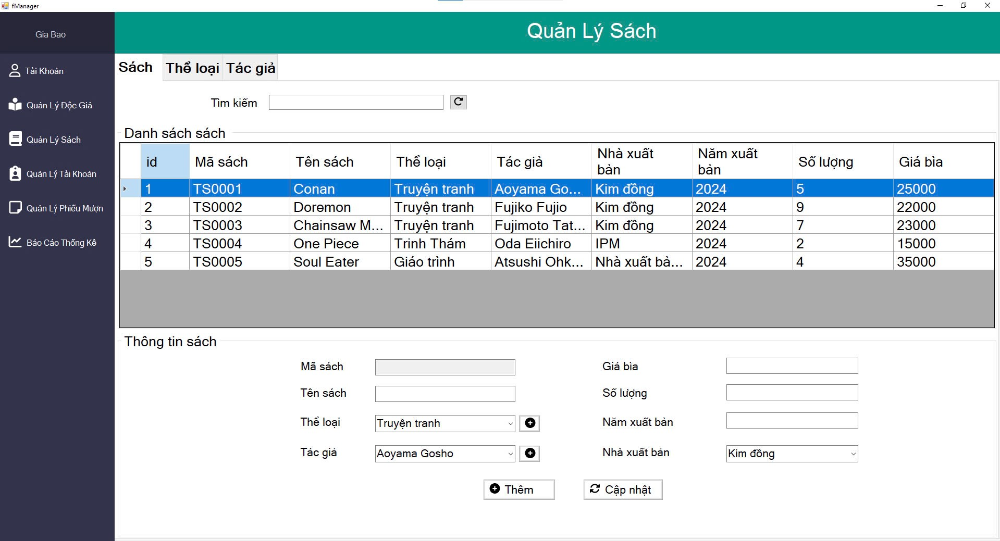 fManager
Gia Bao
Quản Lý Sách
Tài Khoản
Quản Lý Độc Giả
Quản Lý Sách
Quản Lý Tài Khoản
Quản Lý Phiếu Mượn
Báo Cáo Thống Kê
Sách Thể loại Tác giả
Tìm kiếm
Danh sách sách
id Mã sách Tên sách Thể loại Tác giả Nhà xuất bản Năm xuất bản Số lượng Giá bìa
1 TS0001 Conan Truyện tranh Aoyama Go... Kim đồng 2024 5 25000
2 TS0002 Doremon Truyện tranh Fujiko Fujio Kim đồng 2024 9 22000
3 TS0003 Chainsaw M... Truyện tranh Fujimoto Tat... Kim đồng 2024 7 23000
4 TS0004 One Piece Trinh Thám Oda Eiichiro IPM 2024 2 15000
5 TS0005 Soul Eater Giáo trình Atsushi Ohk... Nhà xuất bả... 2024 4 35000
Thông tin sách
Mã sách
Giá bìa
Tên sách
Số lượng
Thể loại Truyện tranh
Năm xuất bản
Tác giả Aoyama Gosho
Nhà xuất bản Kim đồng
Thêm
Cập nhật